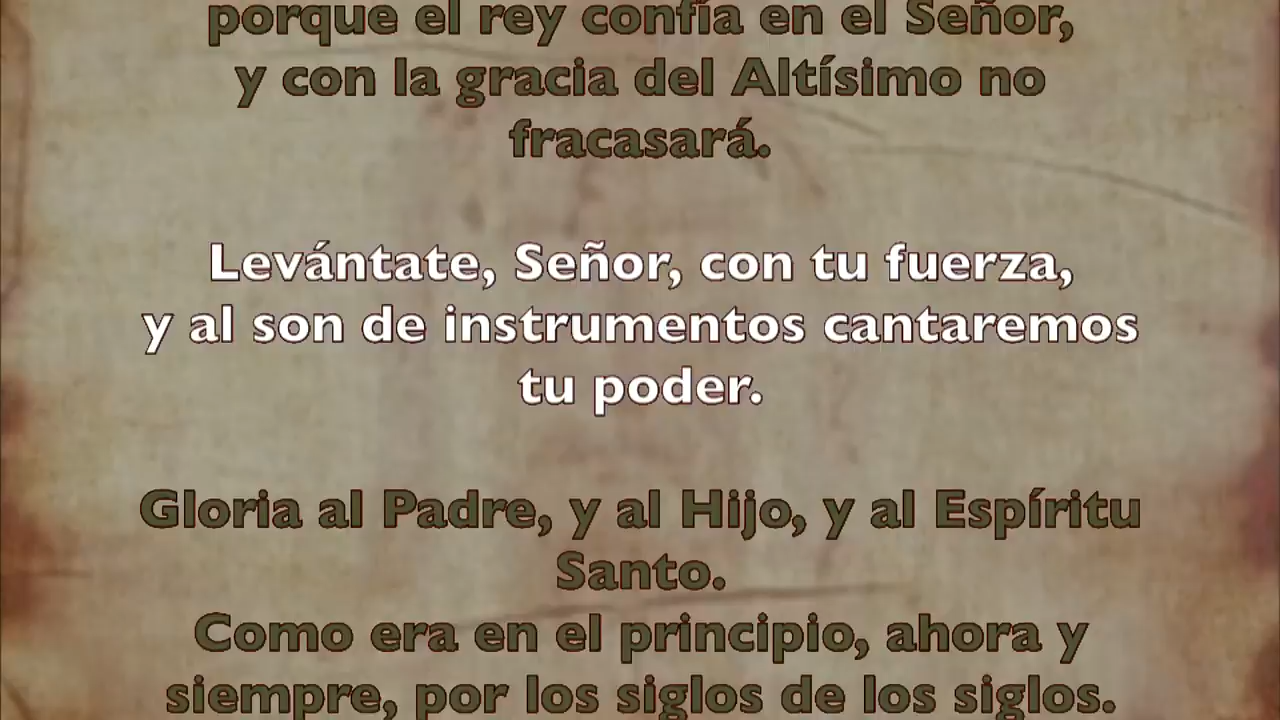 porque el rey confía en el Señor,
y con la gracia del Altísimo no
fracasará.
Levántate, Señor, con tu fuerza,
y al son de instrumentos cantaremos
tu poder.
Gloria al Padre, y al Hijo, y al Espíritu
Santo.
Como era en el principio, ahora y
siempre, por los siglos de los siglos.